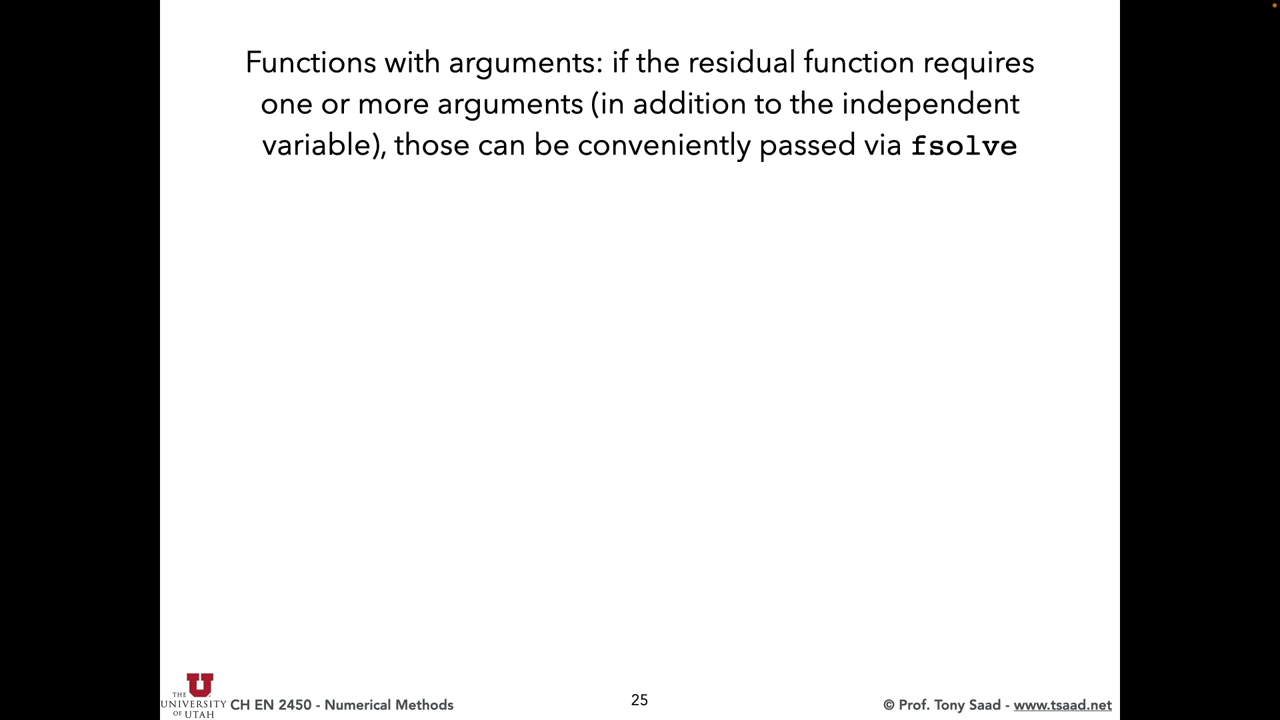 Functions with arguments: if the residual function requires
one or more arguments (in addition to the independent
variable), those can be conveniently passed via fsolve
THE
UNIVERSITY
OF UTAH
CH EN 2450 - Numerical Methods
25
© Prof. Tony Saad - www.tsaad.net